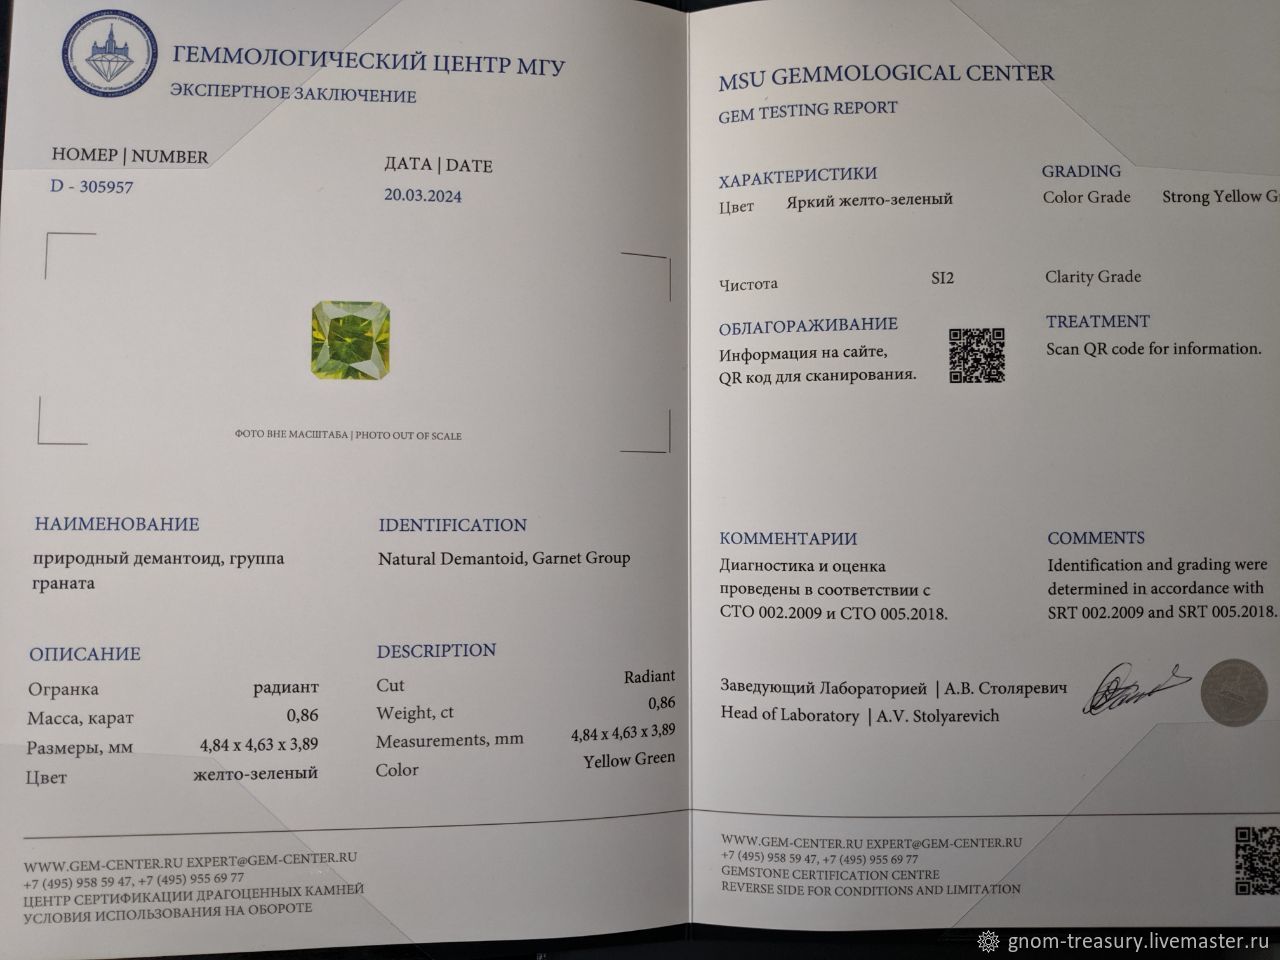 ГЕММОЛОГИЧЕСКИЙ ЦЕНТР МГУ
ЭКСПЕРТНОЕ ЗАКЛЮЧЕНИЕ
НОМЕР | NUMBER
D - 305957
ДАТА | DATE
20.03.2024
ФОТО ВНЕ МАСШТАБА | PHOTO OUT OF SCALE
НАИМЕНОВАНИЕ
природный демантоид, группа
граната
IDENTIFICATION
Natural Demantoid, Garnet Group
ОПИСАНИЕ
Огранка радиант
Масса, карат 0,86
Размеры, мм 4,84 x 4,63 x 3,89
Цвет желто-зеленый
DESCRIPTION
Cut Radiant
Weight, ct 0,86
Measurements, mm 4,84 x 4,63 x 3,89
Color Yellow Green
WWW.GEM-CENTER.RU EXPERT@GEM-CENTER.RU
+7 (495) 958 59 47, +7 (495) 955 69 77
ЦЕНТР СЕРТИФИКАЦИИ ДРАГОЦЕННЫХ КАМНЕЙ
УСЛОВИЯ ИСПОЛЬЗОВАНИЯ НА ОБОРОТЕ
MSU GEMMOLOGICAL CENTER
GEM TESTING REPORT
ХАРАКТЕРИСТИКИ
Цвет Яркий желто-зеленый
Чистота SI2
GRADING
Color Grade Strong Yellow G
Clarity Grade
ОБЛАГОРАЖИВАНИЕ
Информация на сайте,
QR код для сканирования.
TREATMENT
Scan QR code for information.
КОММЕНТАРИИ
Диагностика и оценка
проведены в соответствии с
СТО 002.2009 и СТО 005.2018.
COMMENTS
Identification and grading were
determined in accordance with
SRT 002.2009 and SRT 005.2018.
Заведующий Лабораторией | А.В. Столяревич
Head of Laboratory | A.V. Stolyarevich
WWW.GEM-CENTER.RU EXPERT@GEM-CENTER.RU
+7 (495) 958 59 47, +7 (495) 955 69 77
GEMSTONE CERTIFICATION CENTRE
REVERSE SIDE FOR CONDITIONS AND LIMITATION
gnom-treasury.livemaster.ru